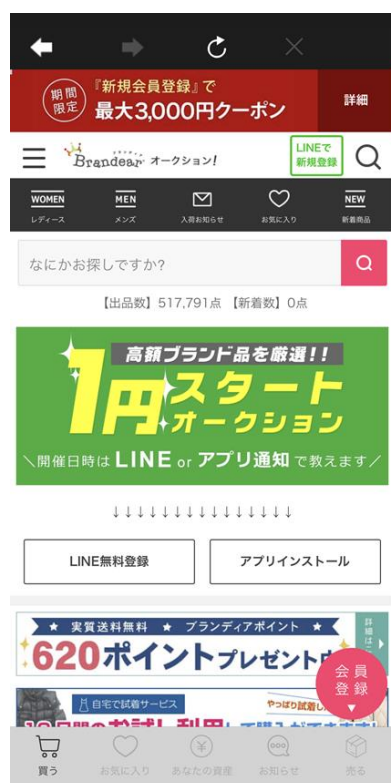 期間
限定
『新規会員登録』で
最大3,000円クーポン
詳細
Brandear オークション!
LINEで
新規登録
WOMEN
レディース
MEN
メンズ
入荷お知らせ
お気に入り
NEW
新着商品
なにかお探しですか?
【出品数】517,791点 【新着数】0点
高額ブランド品を厳選!!
1円スタート
オークション
\開催日時は LINE or アプリ通知 で教えます/
↓↓↓↓↓↓↓↓↓↓↓↓↓↓↓
LINE無料登録
アプリインストール
★ 実質送料無料 ★ ブランディアポイント ★
620ポイントプレゼント
自宅で試着サービス
やっぱり試着し
会員
登録
買う
お気に入り
あなたの資産
お知らせ
売る